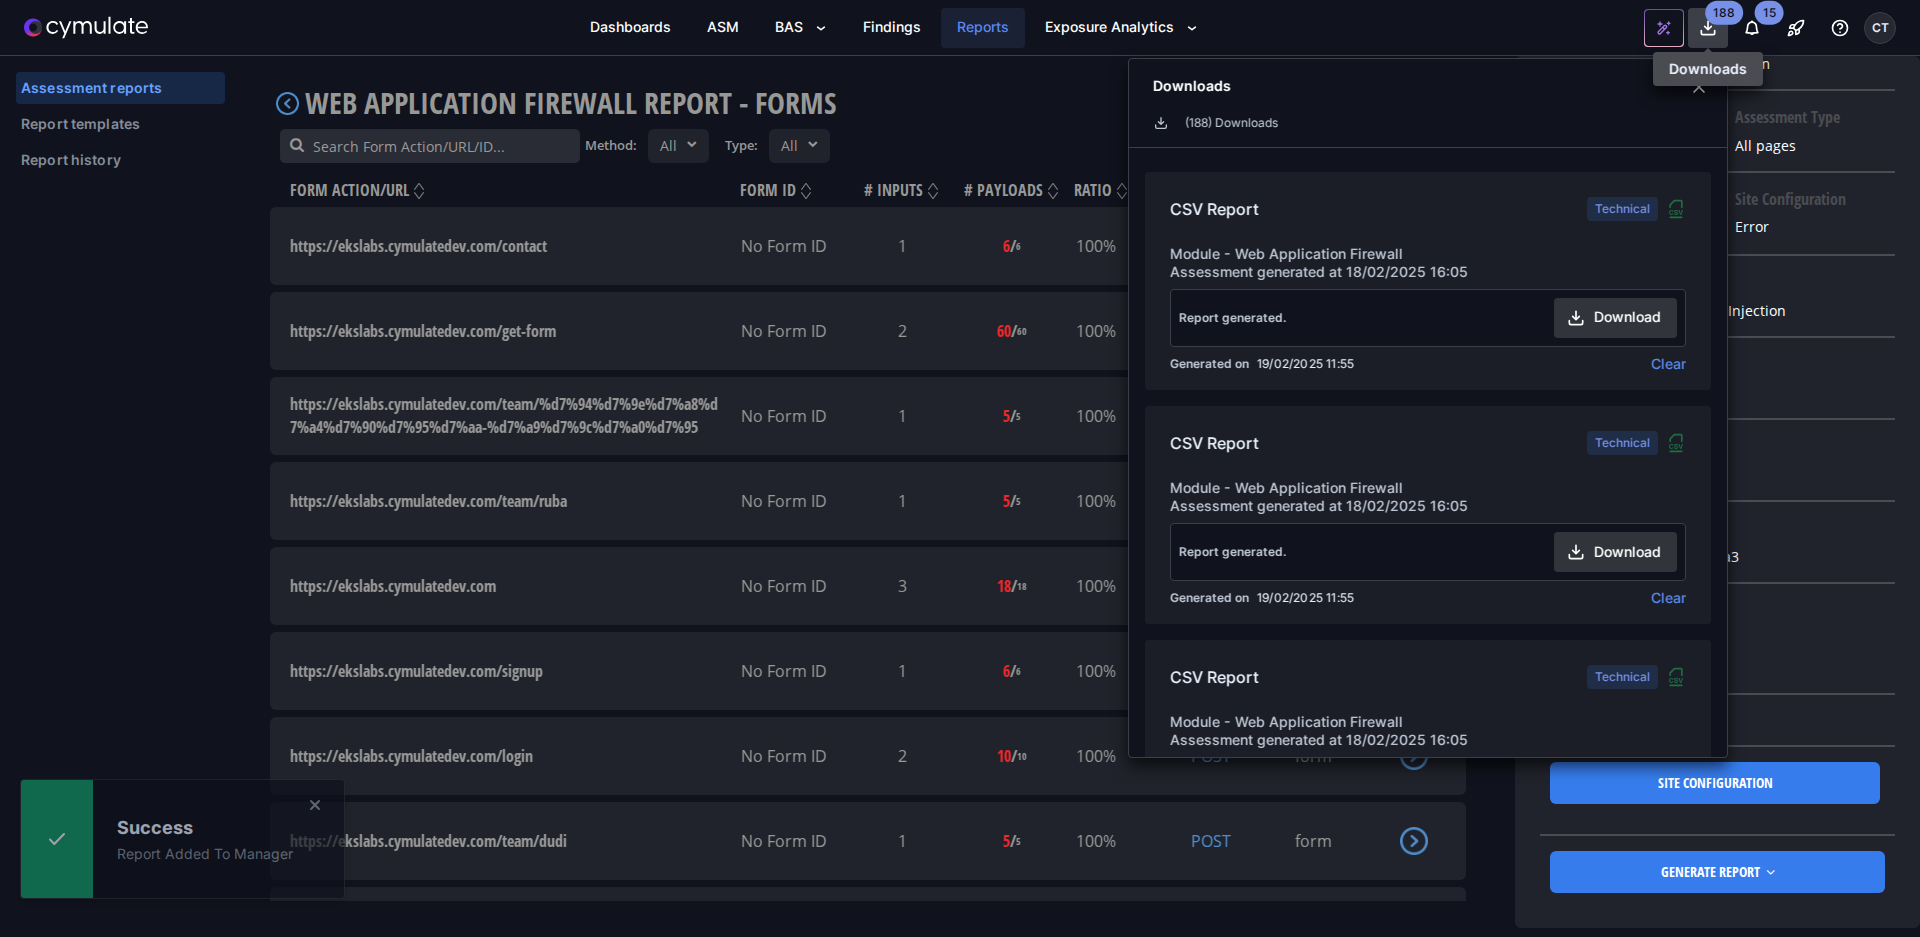 cymulate
Dashboards
ASM
BAS
Findings
Reports
Exposure Analytics
188
15
CT
Downloads
Assessment reports
Report templates
Report history
WEB APPLICATION FIREWALL REPORT - FORMS
Search Form Action/URL/ID...
Method:
All
Type:
All
FORM ACTION/URL
FORM ID
# INPUTS
# PAYLOADS
RATIO
https://ekslabs.cymulatedev.com/contact
No Form ID
1
6/6
100%
https://ekslabs.cymulatedev.com/get-form
No Form ID
2
60/60
100%
https://ekslabs.cymulatedev.com/team/%d7%94%d7%9e%d7%a8%d
7%a4%d7%90%d7%95%d7%aa-%d7%a9%d7%9c%d7%a0%d7%95
No Form ID
1
5/5
100%
https://ekslabs.cymulatedev.com/team/ruba
No Form ID
1
5/5
100%
https://ekslabs.cymulatedev.com
No Form ID
3
18/18
100%
https://ekslabs.cymulatedev.com/signup
No Form ID
1
6/6
100%
https://ekslabs.cymulatedev.com/login
No Form ID
2
10/10
100%
POST
form
https://ekslabs.cymulatedev.com/team/dudi
No Form ID
1
5/5
100%
POST
form
Success
Report Added To Manager
Downloads
(188) Downloads
CSV Report
Technical
CSV
Module - Web Application Firewall
Assessment generated at 18/02/2025 16:05
Report generated.
Download
Generated on 19/02/2025 11:55
Clear
CSV Report
Technical
CSV
Module - Web Application Firewall
Assessment generated at 18/02/2025 16:05
Report generated.
Download
Generated on 19/02/2025 11:55
Clear
CSV Report
Technical
CSV
Module - Web Application Firewall
Assessment generated at 18/02/2025 16:05
Assessment Type
All pages
Site Configuration
Error
Injection
SITE CONFIGURATION
GENERATE REPORT